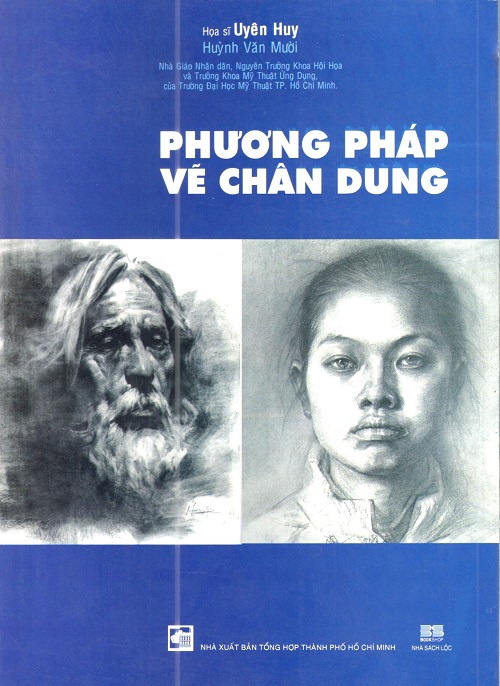 Họa sĩ Uyên Huy
Huỳnh Văn Mười
Nhà Giáo Nhân dân, Nguyên Trưởng Khoa Hội Họa
và Trưởng Khoa Mỹ Thuật Ứng Dụng,
của Trường Đại Học Mỹ Thuật TP. Hồ Chí Minh.
PHƯƠNG PHÁP
VẼ CHÂN DUNG
NHÀ XUẤT BẢN TỔNG HỢP THÀNH PHỐ HỒ CHÍ MINH
BS
BOOKSHOP
NHÀ SÁCH LỘC